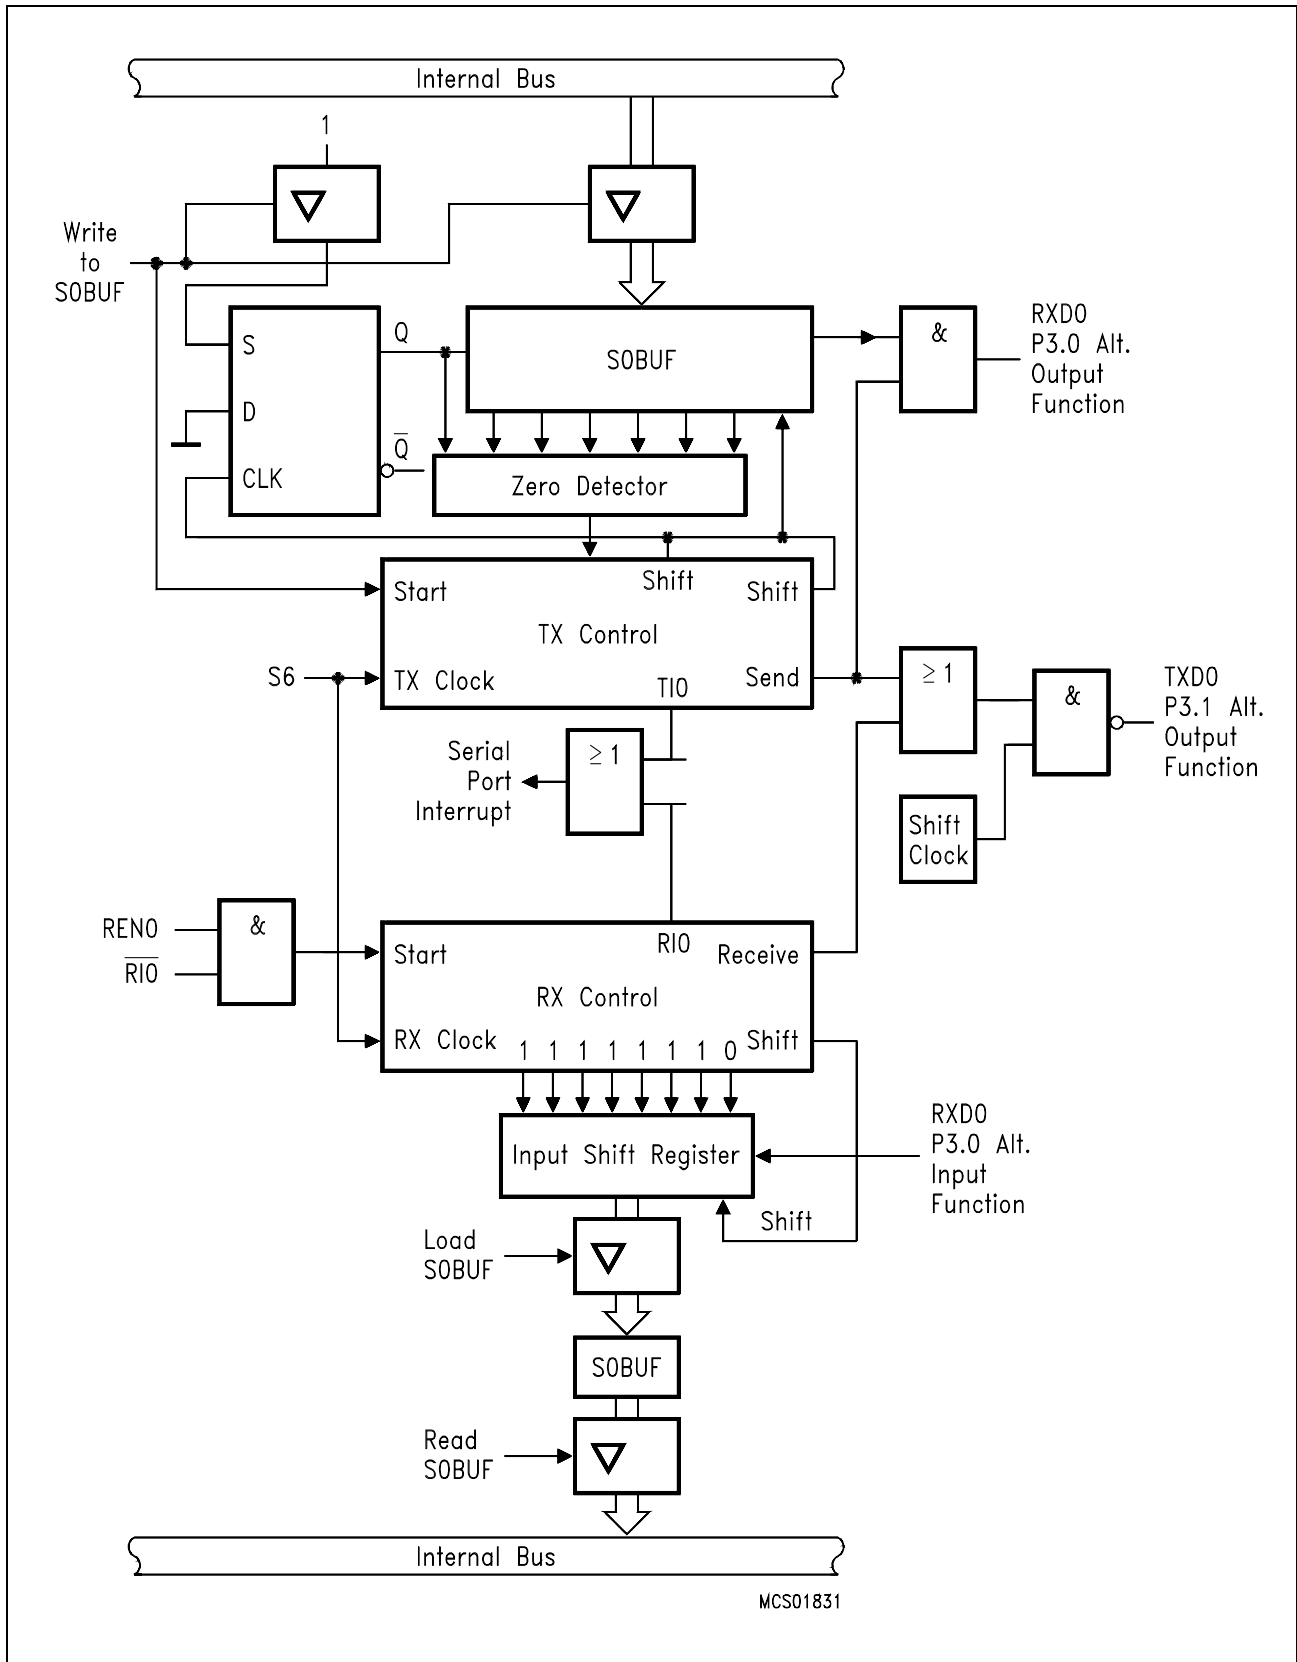 Internal Bus
1
Write
to
S0BUF
S
Q
D
Q̅
CLK
S0BUF
&
RXD0
P3.0 Alt.
Output
Function
Zero Detector
Start
Shift
Shift
TX Control
S6
TX Clock
Send
TI0
≥1
&
TXD0
P3.1 Alt.
Output
Function
Serial
Port
Interrupt
≥1
Shift
Clock
REN0
R̅I̅0̅
&
Start
RI0
Receive
RX Control
RX Clock
1 1 1 1 1 1 1 0
Shift
Input Shift Register
RXD0
P3.0 Alt.
Input
Function
Shift
Load
S0BUF
S0BUF
Read
S0BUF
Internal Bus
MCS01831